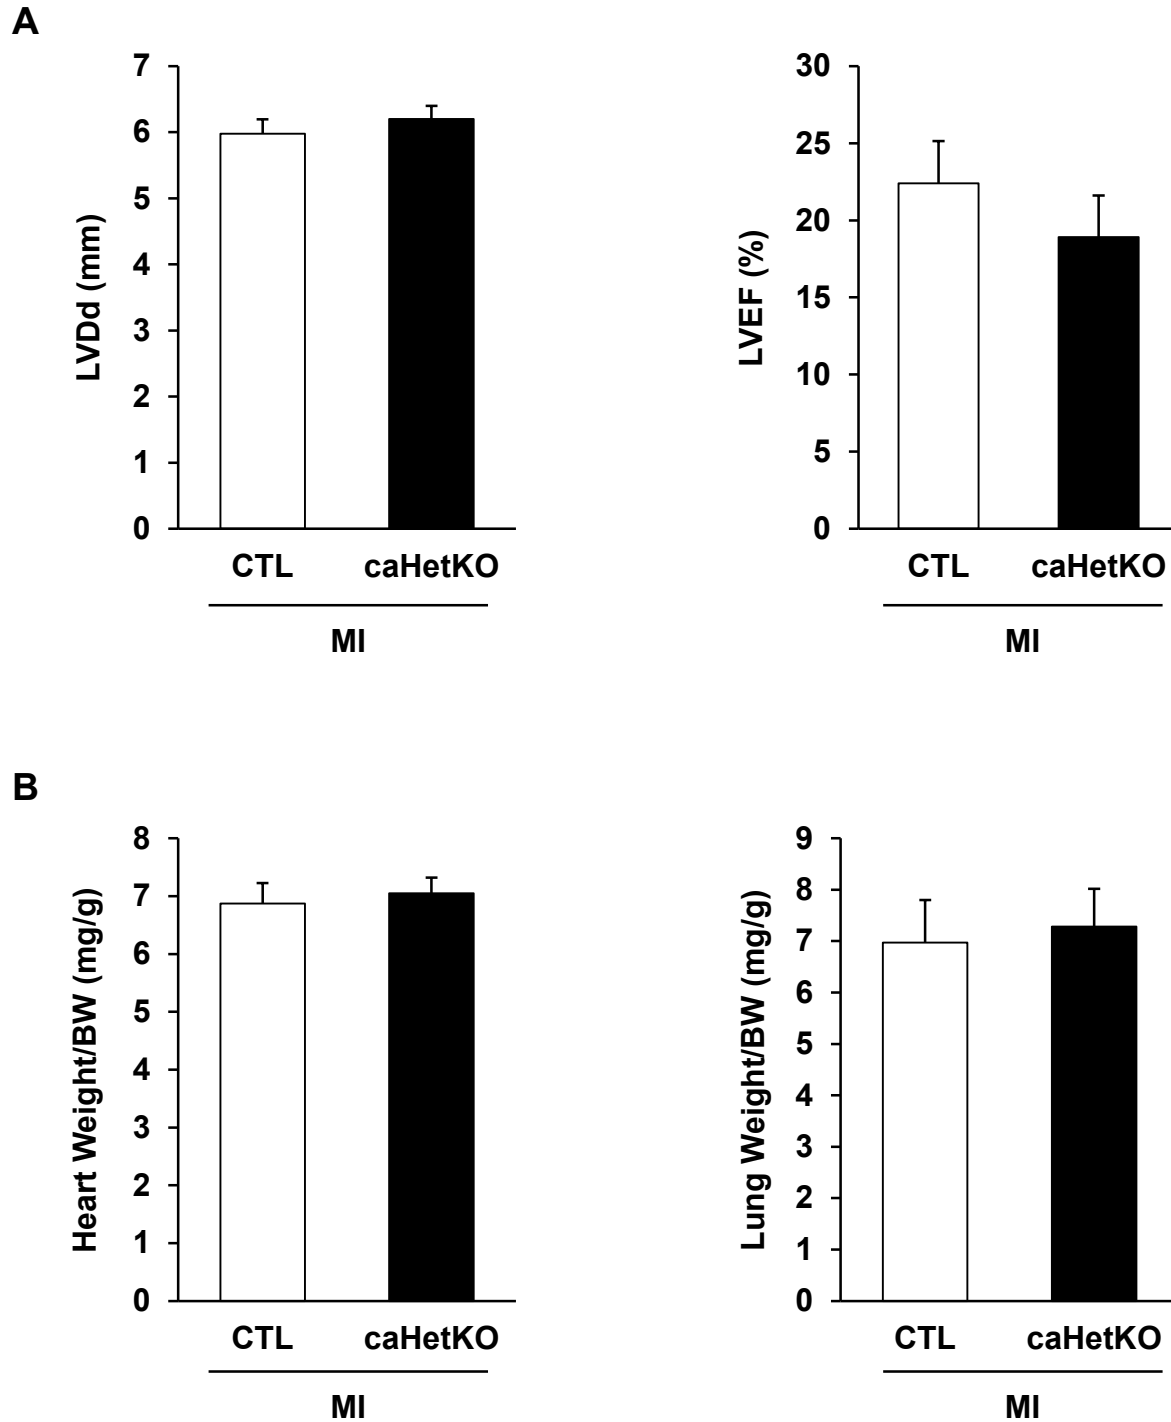 A
LVDd (mm)
7
6
5
4
3
2
1
0
CTL caHetKO
MI
LVEF (%)
30
25
20
15
10
5
0
CTL caHetKO
MI
B
Heart Weight/BW (mg/g)
8
7
6
5
4
3
2
1
0
CTL caHetKO
MI
Lung Weight/BW (mg/g)
9
8
7
6
5
4
3
2
1
0
CTL caHetKO
MI